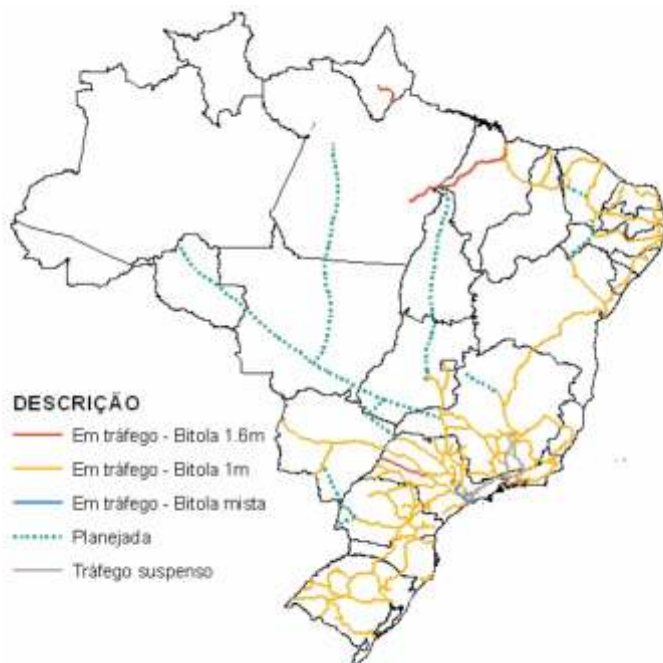 DESCRIÇÃO
Em tráfego - Bitola 1.6m
Em tráfego - Bitola 1m
Em tráfego - Bitola mista
Planejada
Tráfego suspenso